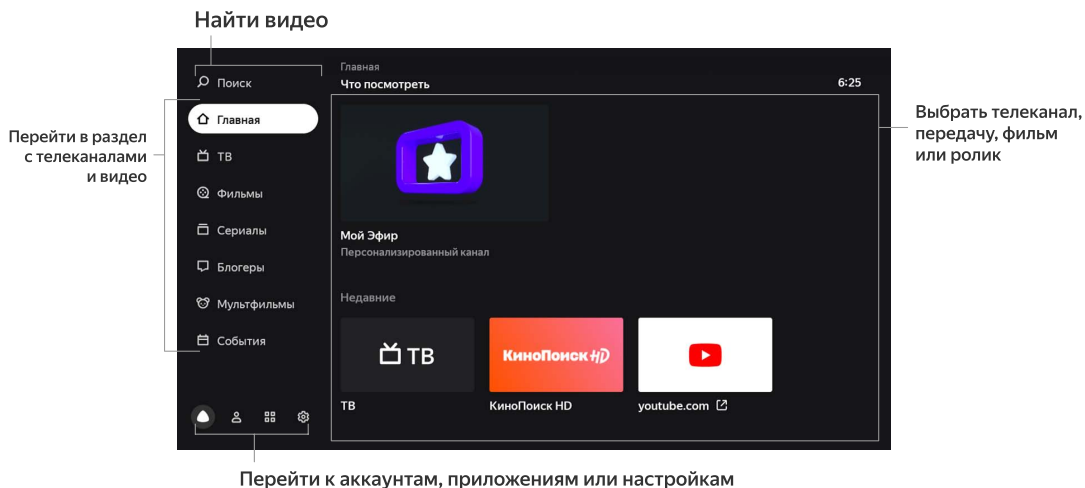 Найти видео
Поиск
Главная
Что посмотреть
6:25
Перейти в раздел
с телеканалами
и видео
Главная
ТВ
Фильмы
Сериалы
Блогеры
Мультфильмы
События
Мой Эфир
Персонализированный канал
Недавние
ТВ
КиноПоиск HD
ТВ
КиноПоиск HD
youtube.com
Выбрать телеканал,
передачу, фильм
или ролик
Перейти к аккаунтам, приложениям или настройкам